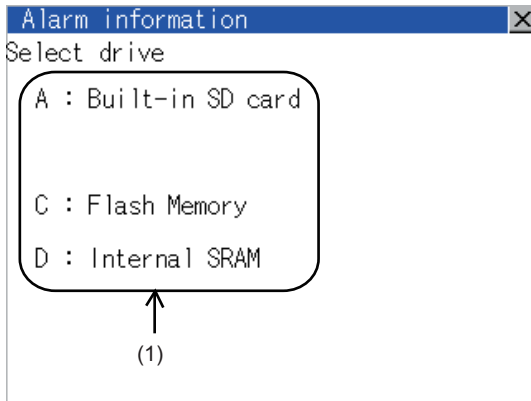 Alarm information X
Select drive
A : Built-in SD card
C : Flash Memory
D : Internal SRAM
(1)